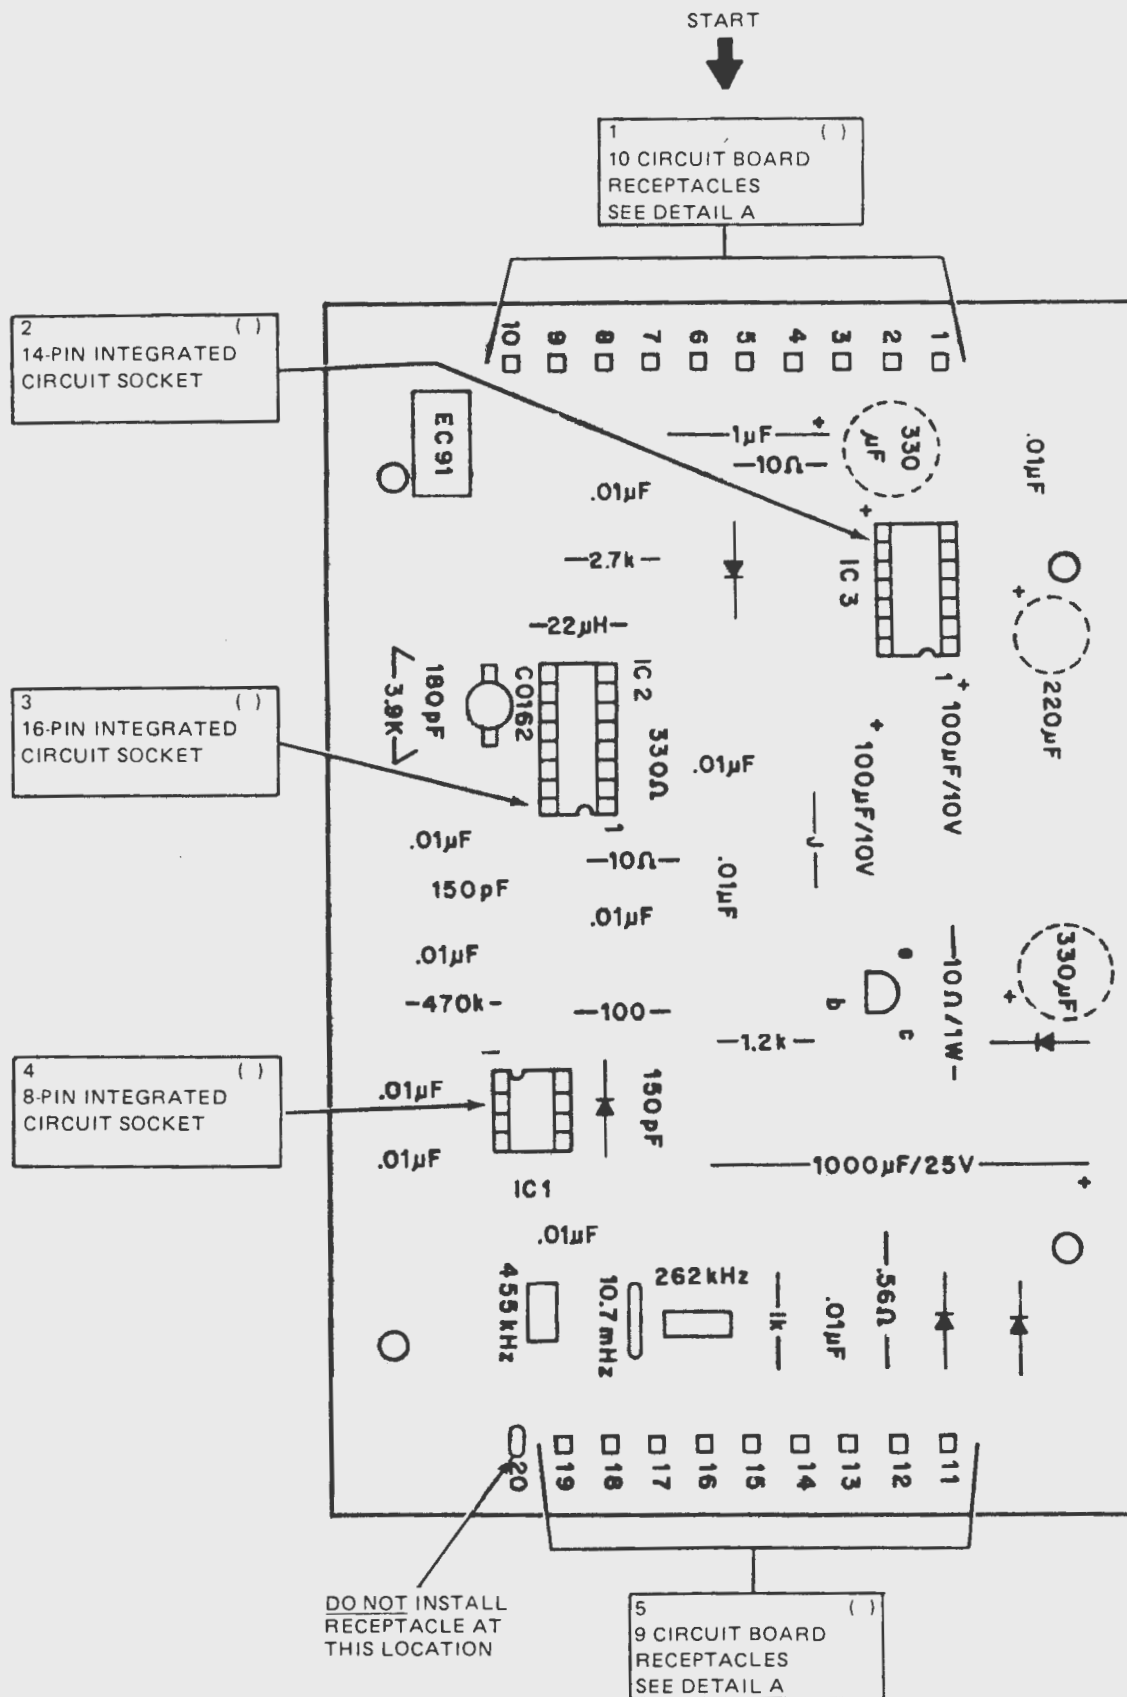 START
1 ( )
10 CIRCUIT BOARD
RECEPTACLES
SEE DETAIL A
2 ( )
14-PIN INTEGRATED
CIRCUIT SOCKET
10 9 8 7 6 5 4 3 2 1
EC91
1µF +
10Ω
330
µF
+
.01µF
.01µF
2.7k
IC 3
1
+
220µF
22µH
3 ( )
16-PIN INTEGRATED
CIRCUIT SOCKET
3.9K
180pF
C0162
IC 2
1
330Ω
.01µF
+
100µF/10V
+
100µF/10V
J
.01µF
10Ω
150pF
.01µF
.01µF
.01µF
470k
100
1.2k
e
b
c
10Ω/1W
330µF1
+
4 ( )
8-PIN INTEGRATED
CIRCUIT SOCKET
1
.01µF
.01µF
IC1
150pF
1000µF/25V
+
.01µF
455kHz
10.7mHz
262kHz
1k
.01µF
.56Ω
20 19 18 17 16 15 14 13 12 11
DO NOT INSTALL
RECEPTACLE AT
THIS LOCATION
5 ( )
9 CIRCUIT BOARD
RECEPTACLES
SEE DETAIL A